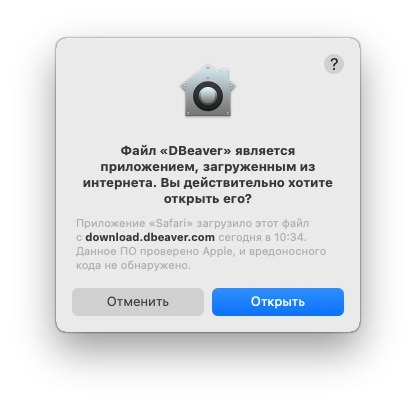 ?
Файл «DBeaver» является
приложением, загруженным из
интернета. Вы действительно хотите
открыть его?
Приложение «Safari» загрузило этот файл
с download.dbeaver.com сегодня в 10:34.
Данное ПО проверено Apple, и вредоносного
кода не обнаружено.
Отменить
Открыть